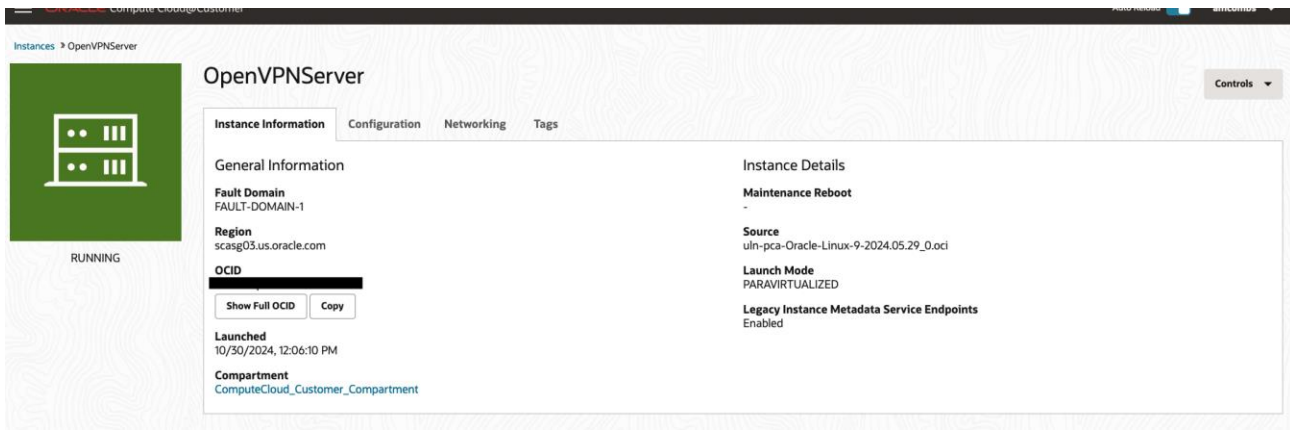 ORACLE Compute Cloud@Customer
Auto Reload
amcombs
Instances > OpenVPNServer
OpenVPNServer
Controls
Instance Information Configuration Networking Tags
General Information
Instance Details
Fault Domain
FAULT-DOMAIN-1
Maintenance Reboot
-
Region
scasg03.us.oracle.com
Source
uln-pca-Oracle-Linux-9-2024.05.29_0.oci
RUNNING
OCID
Show Full OCID Copy
Launch Mode
PARAVIRTUALIZED
Legacy Instance Metadata Service Endpoints
Enabled
Launched
10/30/2024, 12:06:10 PM
Compartment
ComputeCloud_Customer_Compartment